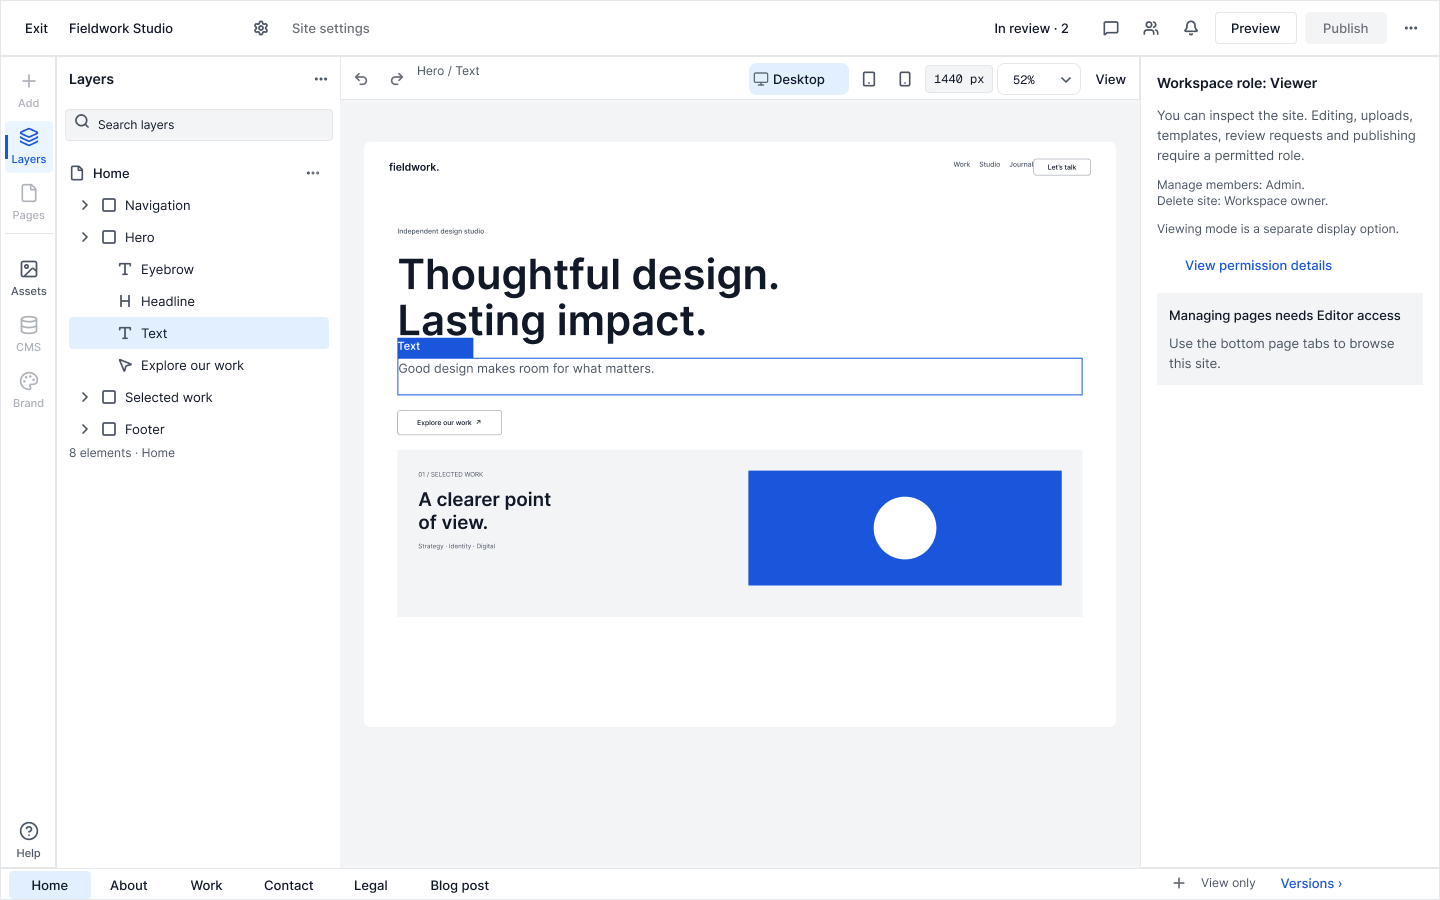 Exit
Fieldwork Studio
Site settings
In review · 2
Preview
Publish
Add
Layers
Pages
Assets
CMS
Brand
Help
Layers
Search layers
Home
Navigation
Hero
Eyebrow
Headline
Text
Explore our work
Selected work
Footer
8 elements · Home
Hero / Text
Desktop
1440 px
52%
View
fieldwork.
Work
Studio
Journal
Let's talk
Independent design studio
Thoughtful design.
Lasting impact.
Text
Good design makes room for what matters.
Explore our work ↗
01 / SELECTED WORK
A clearer point
of view.
Strategy · Identity · Digital
Workspace role: Viewer
You can inspect the site. Editing, uploads,
templates, review requests and publishing
require a permitted role.
Manage members: Admin.
Delete site: Workspace owner.
Viewing mode is a separate display option.
View permission details
Managing pages needs Editor access
Use the bottom page tabs to browse
this site.
Home
About
Work
Contact
Legal
Blog post
View only
Versions ›